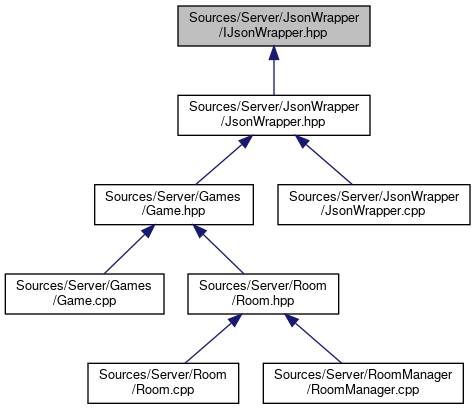 Sources/Server/JsonWrapper
/IJsonWrapper.hpp
Sources/Server/JsonWrapper
/JsonWrapper.hpp
Sources/Server/Games
/Game.hpp
Sources/Server/JsonWrapper
/JsonWrapper.cpp
Sources/Server/Games
/Game.cpp
Sources/Server/Room
/Room.hpp
Sources/Server/Room
/Room.cpp
Sources/Server/RoomManager
/RoomManager.cpp